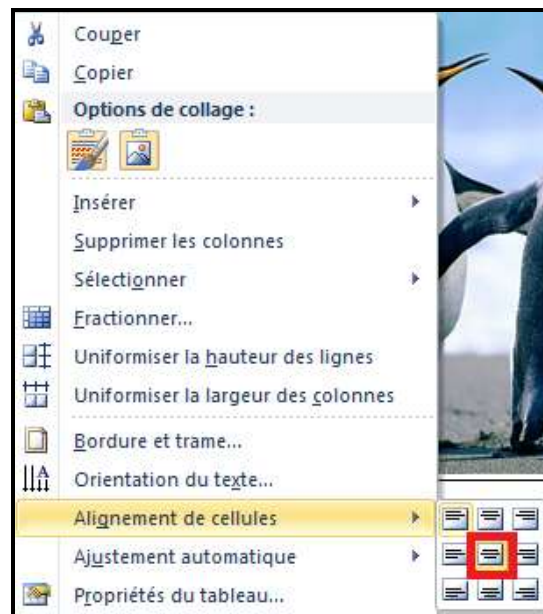 Couper
Copier
Options de collage :
Insérer
Supprimer les colonnes
Sélectionner
Fractionner...
Uniformiser la hauteur des lignes
Uniformiser la largeur des colonnes
Bordure et trame...
Orientation du texte...
Alignement de cellules
Ajustement automatique
Propriétés du tableau...